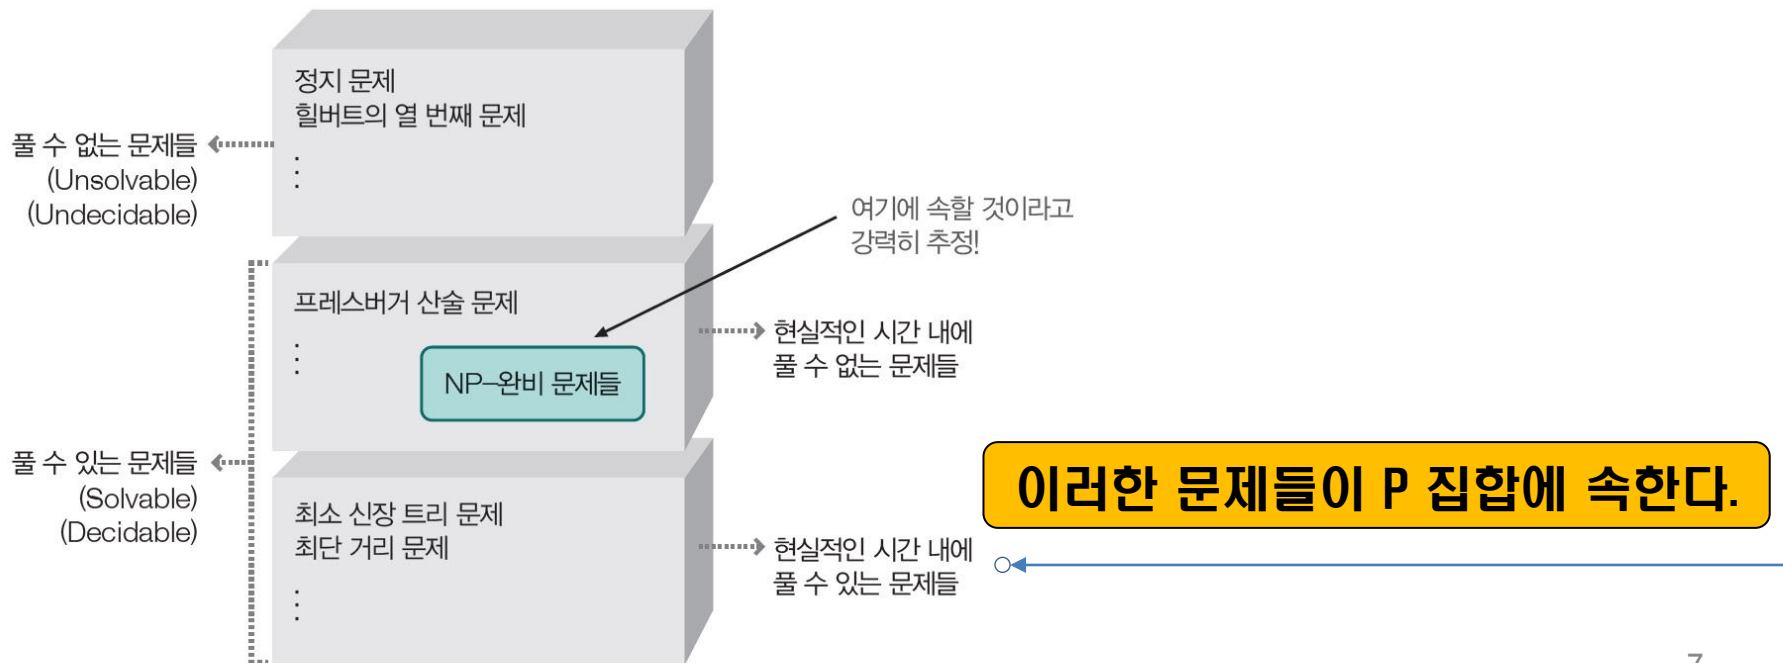 정지 문제
힐버트의 열 번째 문제
⋮
풀 수 없는 문제들
(Unsolvable)
(Undecidable)
여기에 속할 것이라고
강력히 추정!
프레스버거 산술 문제
⋮
NP-완비 문제들
현실적인 시간 내에
풀 수 없는 문제들
풀 수 있는 문제들
(Solvable)
(Decidable)
이러한 문제들이 P 집합에 속한다.
최소 신장 트리 문제
최단 거리 문제
⋮
현실적인 시간 내에
풀 수 있는 문제들